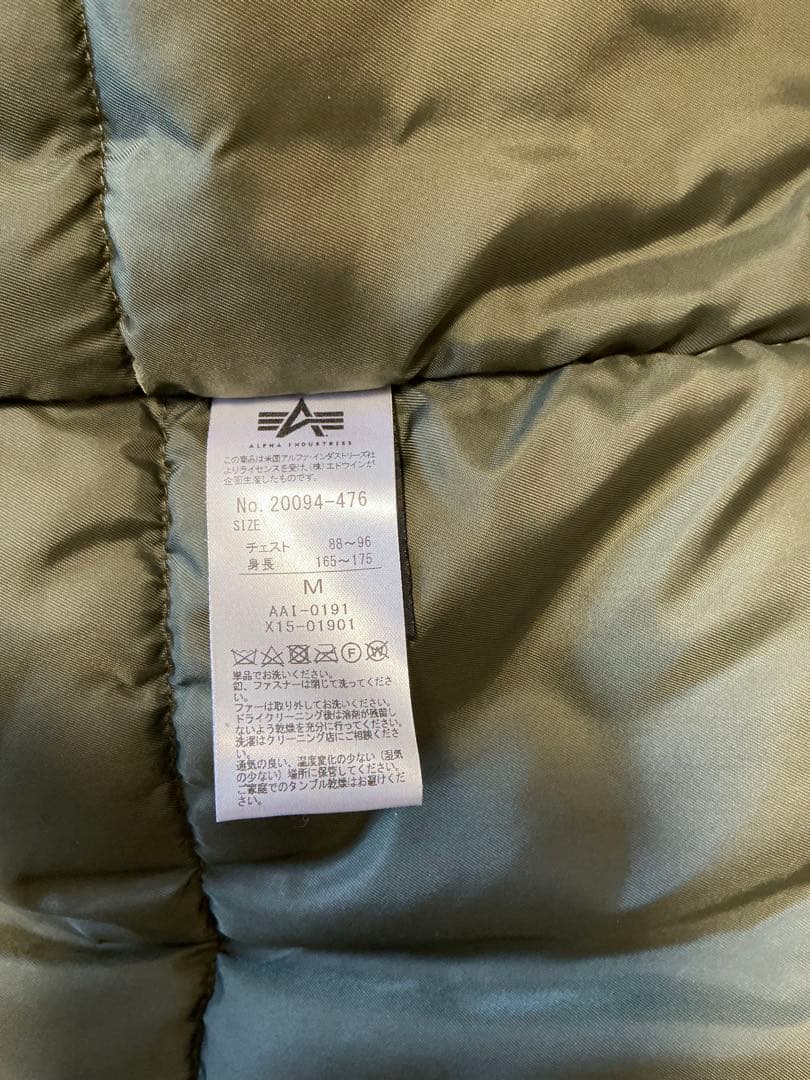 ALPHA INDUSTRIES
この商品は米国アルファ・インダストリーズ社
よりライセンスを受け、(株)エドウインが
企画生産したものです。
No. 20094-476
SIZE
チェスト 88〜96
身長 165〜175
M
AAI-0191
X15-01901
F
W
単品でお洗いください。
釦、ファスナーは閉じて洗ってくださ
い。
ファーは取り外してお洗いください。
ドライクリーニング後は溶剤が残留し
ないよう乾燥を充分に行ってください。
洗濯はクリーニング店にご相談くださ
い。
通気の良い、温度変化の少ない(湿気
の少ない)場所に保管してください。
ご家庭でのタンブル乾燥はお避けくだ
さい。